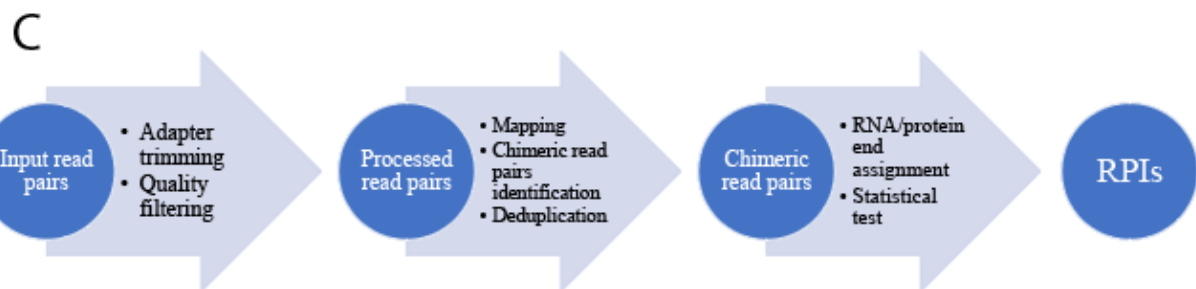 C
Input read
pairs
• Adapter
trimming
• Quality
filtering
Processed
read pairs
• Mapping
• Chimeric read
pairs
identification
• Deduplication
Chimeric
read pairs
• RNA/protein
end
assignment
• Statistical
test
RPIs